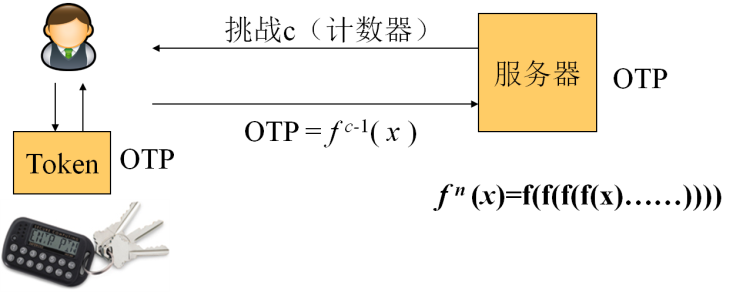 挑战c（计数器）
服务器
OTP
OTP = f c-1( x )
Token
OTP
f n (x)=f(f(f(f(x)……))))